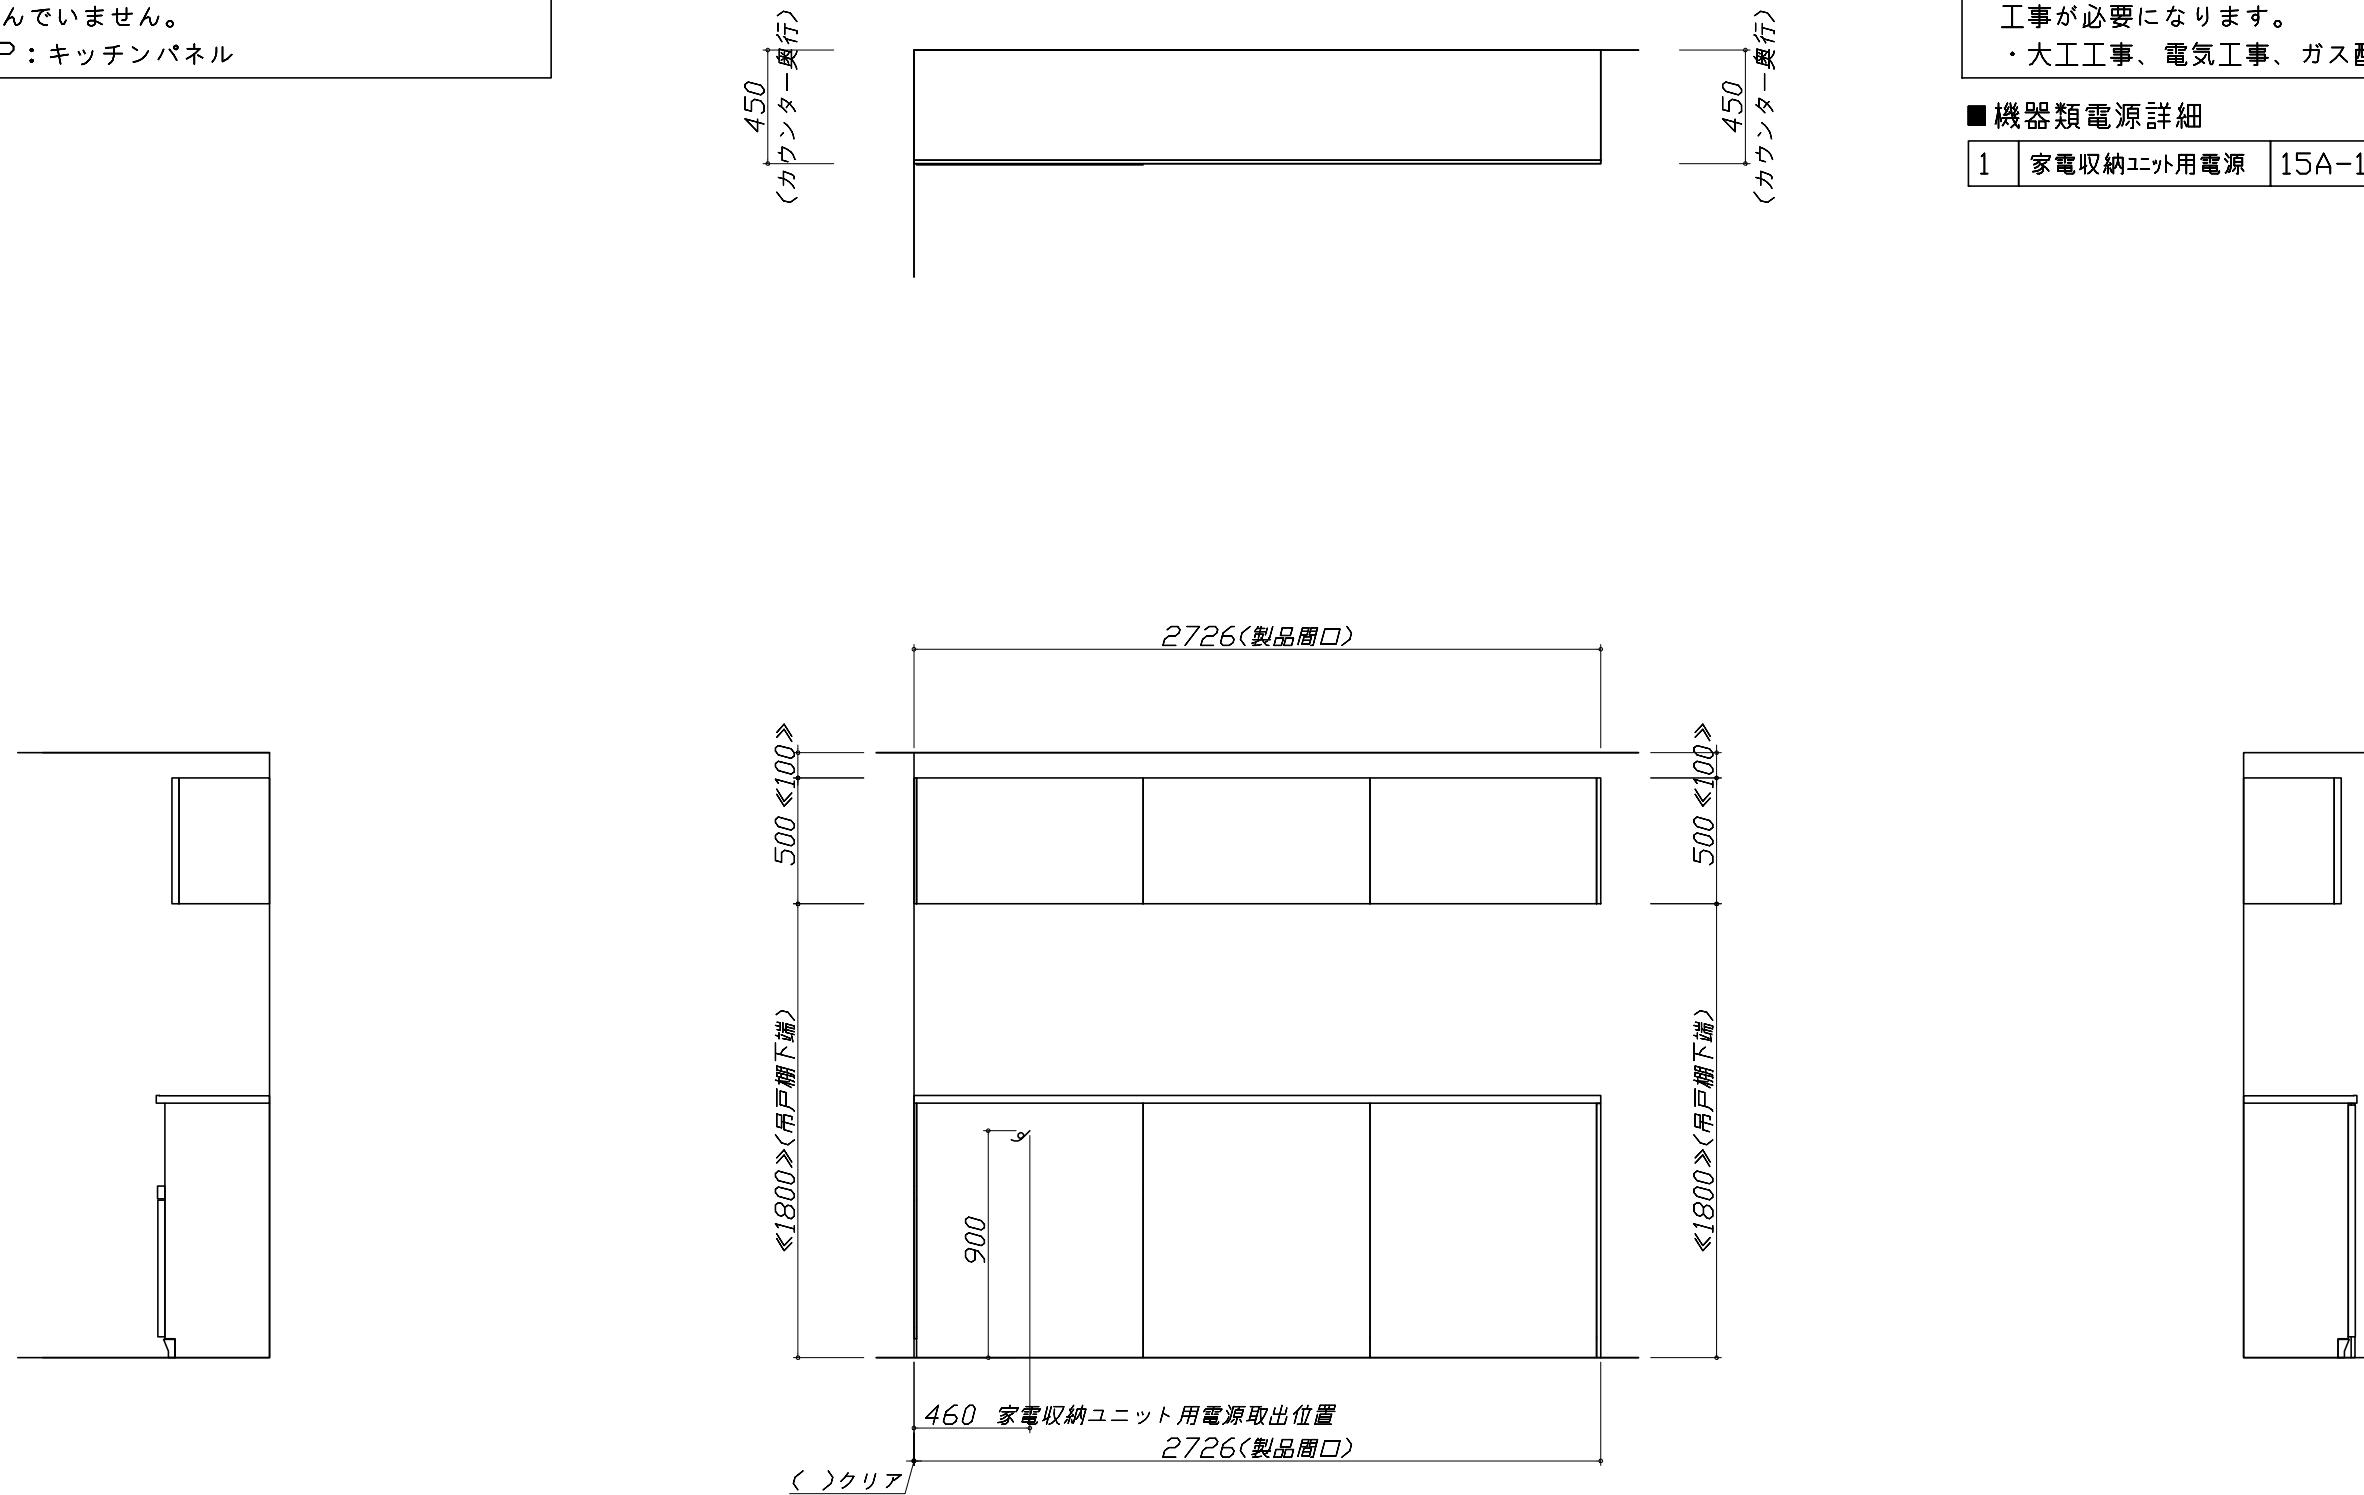 んでいません。
P：キッチンパネル
工事が必要になります。
・大工工事、電気工事、ガス配
■機器類電源詳細
1 家電収納ユニット用電源 15A-1
450
(カウンター奥行)
450
(カウンター奥行)
2726(製品間口)
≪100≫
500
≪1800≫(吊戸棚下端)
≪100≫
500
≪1800≫(吊戸棚下端)
900
460 家電収納ユニット用電源取出位置
2726(製品間口)
( )クリア